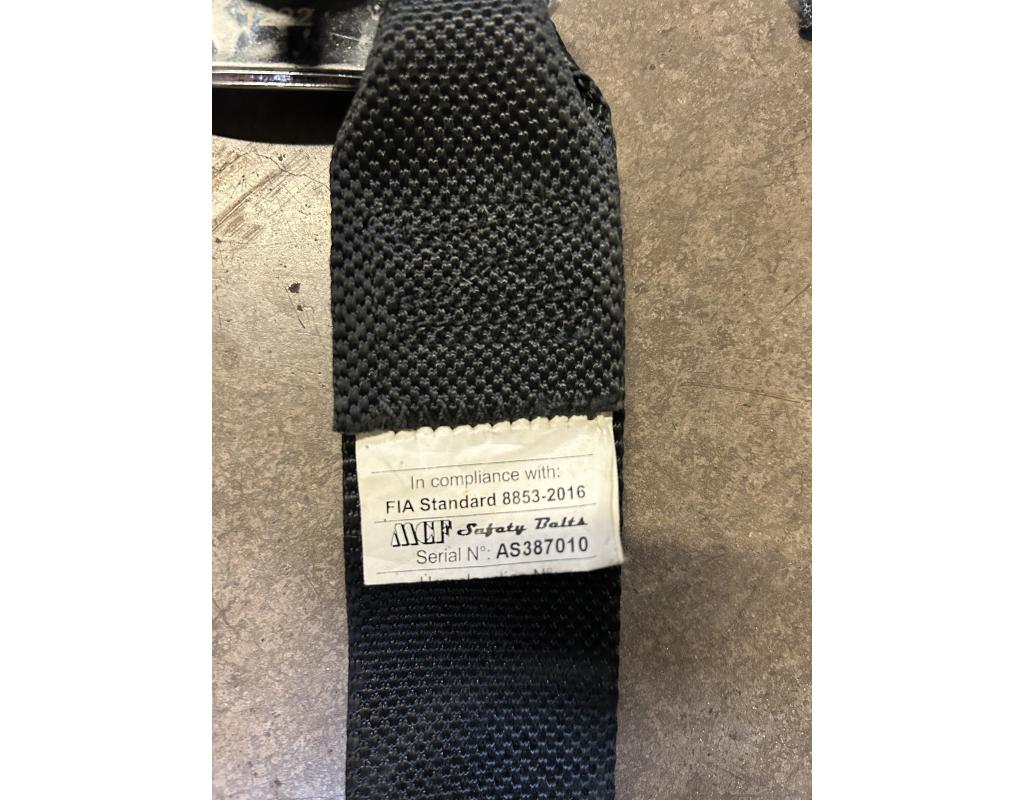 In compliance with:
FIA Standard 8853-2016
MCF Safety Belts
Serial N°: AS387010